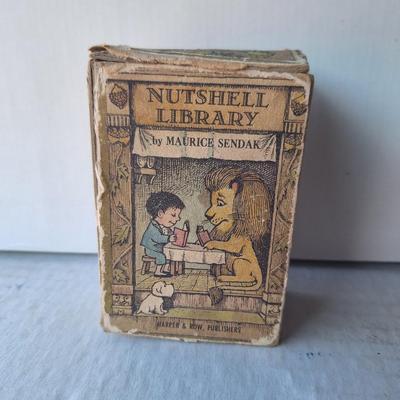 NUTSHELL
LIBRARY
by MAURICE SENDAK
HARPER & ROW, PUBLISHERS